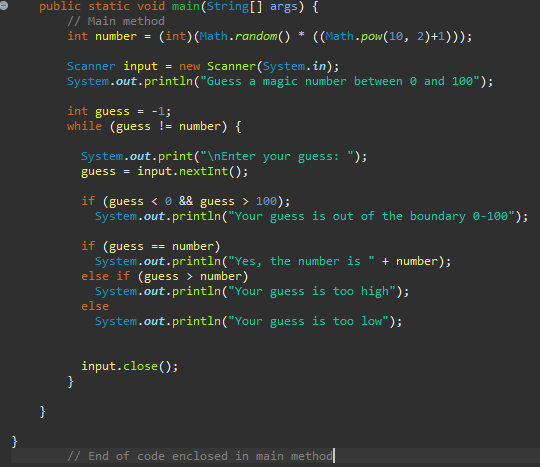 public static void main(String[] args) {
// Main method
int number = (int)(Math.random() * ((Math.pow(10, 2)+1)));
Scanner input = new Scanner(System.in);
System.out.println("Guess a magic number between 0 and 100");
int guess = -1;
while (guess != number) {
System.out.print("\nEnter your guess: ");
guess = input.nextInt();
if (guess < 0 && guess > 100);
System.out.println("Your guess is out of the boundary 0-100");
if (guess == number)
System.out.println("Yes, the number is " + number);
else if (guess > number)
System.out.println("Your guess is too high");
else
System.out.println("Your guess is too low");
input.close();
}
}
}
// End of code enclosed in main method